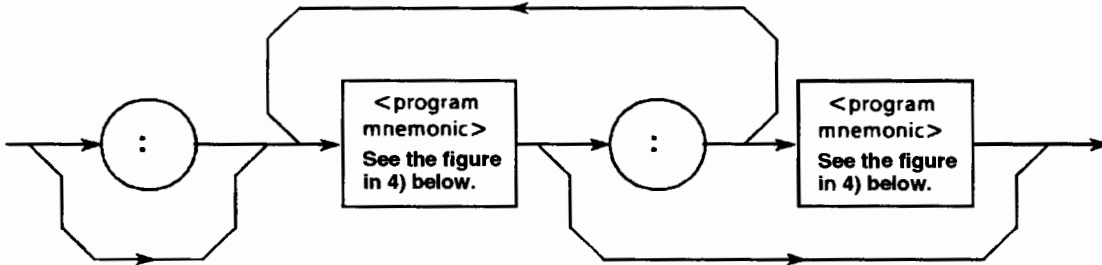 :
<program
mnemonic>
See the figure
in 4) below.
:
<program
mnemonic>
See the figure
in 4) below.